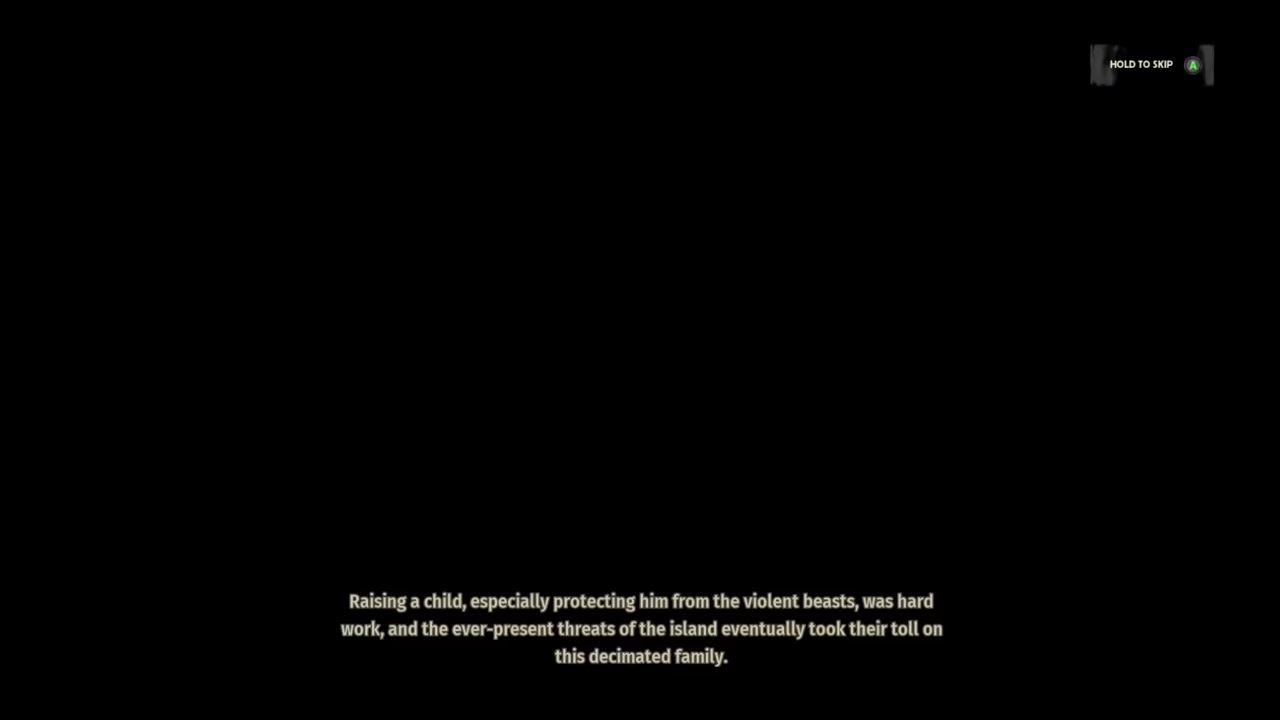 HOLD TO SKIP A
Raising a child, especially protecting him from the violent beasts, was hard
work, and the ever-present threats of the island eventually took their toll on
this decimated family.